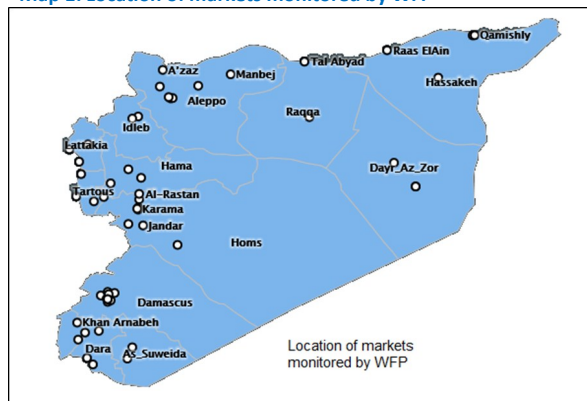 Map 1: Location of markets monitored by WFP
Qamishly
Raas ElAin
A'zaz
Manbej
Tal Abyad
Hassakeh
Aleppo
Raqqa
Idleb
Lattakia
Hama
Dayr_Az_Zor
Tartous
Al-Rastan
Karama
Jandar
Homs
Damascus
Khan Arnabeh
Dara
As_Suweida
Location of markets
monitored by WFP